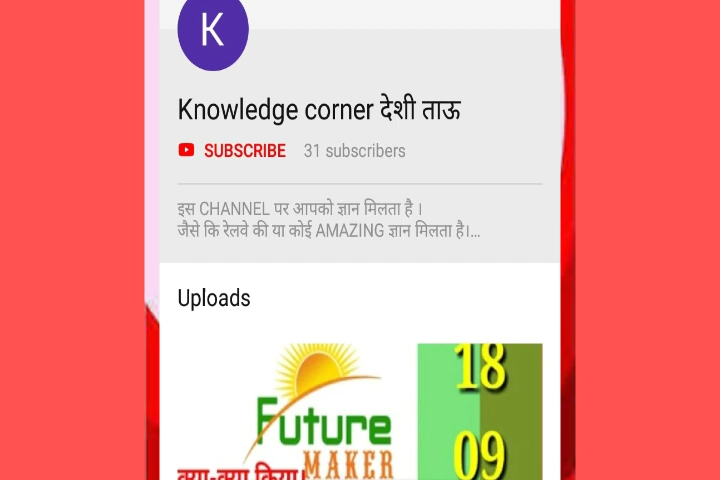 K
Knowledge corner देशी ताऊ
SUBSCRIBE 31 subscribers
इस CHANNEL पर आपको ज्ञान मिलता है ।
जैसे कि रेलवे की या कोई AMAZING ज्ञान मिलता है।...
Uploads
18
Future
09
MAKER
क्या-क्या किया।